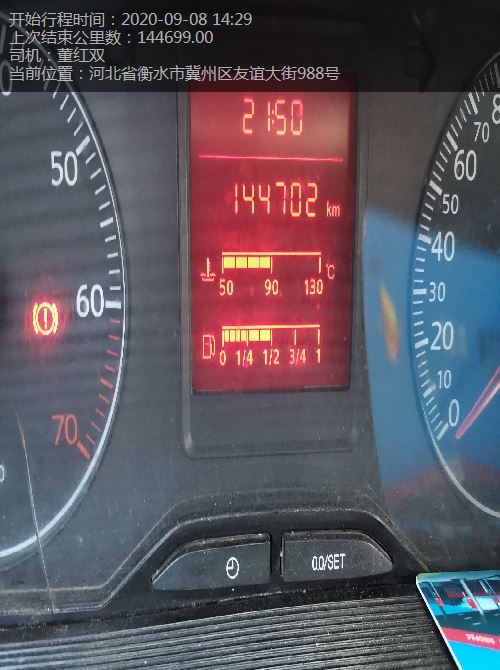 开始行程时间：2020-09-08 14:29
上次结束公里数：144699.00
司机：董红双
当前位置：河北省衡水市冀州区友谊大街988号
21:50
144702 km
°C
50 90 130
0 1/4 1/2 3/4 1
50
60
70
80
70
60
50
40
30
20
10
0
0.0/SET
SINOPEC